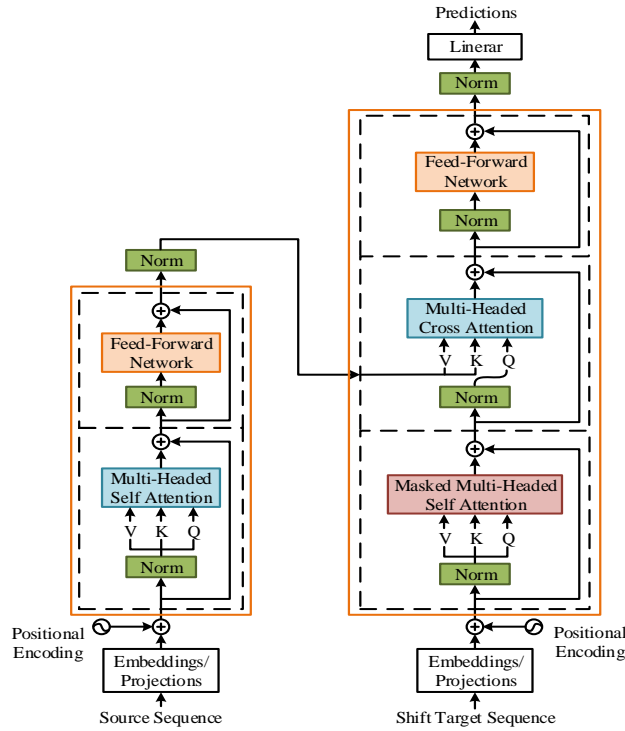 Predictions
Linerar
Norm
Feed-Forward
Network
Norm
Multi-Headed
Cross Attention
V K Q
Norm
Masked Multi-Headed
Self Attention
V K Q
Norm
Positional
Encoding
Embeddings/
Projections
Shift Target Sequence
Norm
Feed-Forward
Network
Norm
Multi-Headed
Self Attention
V K Q
Norm
Positional
Encoding
Embeddings/
Projections
Source Sequence